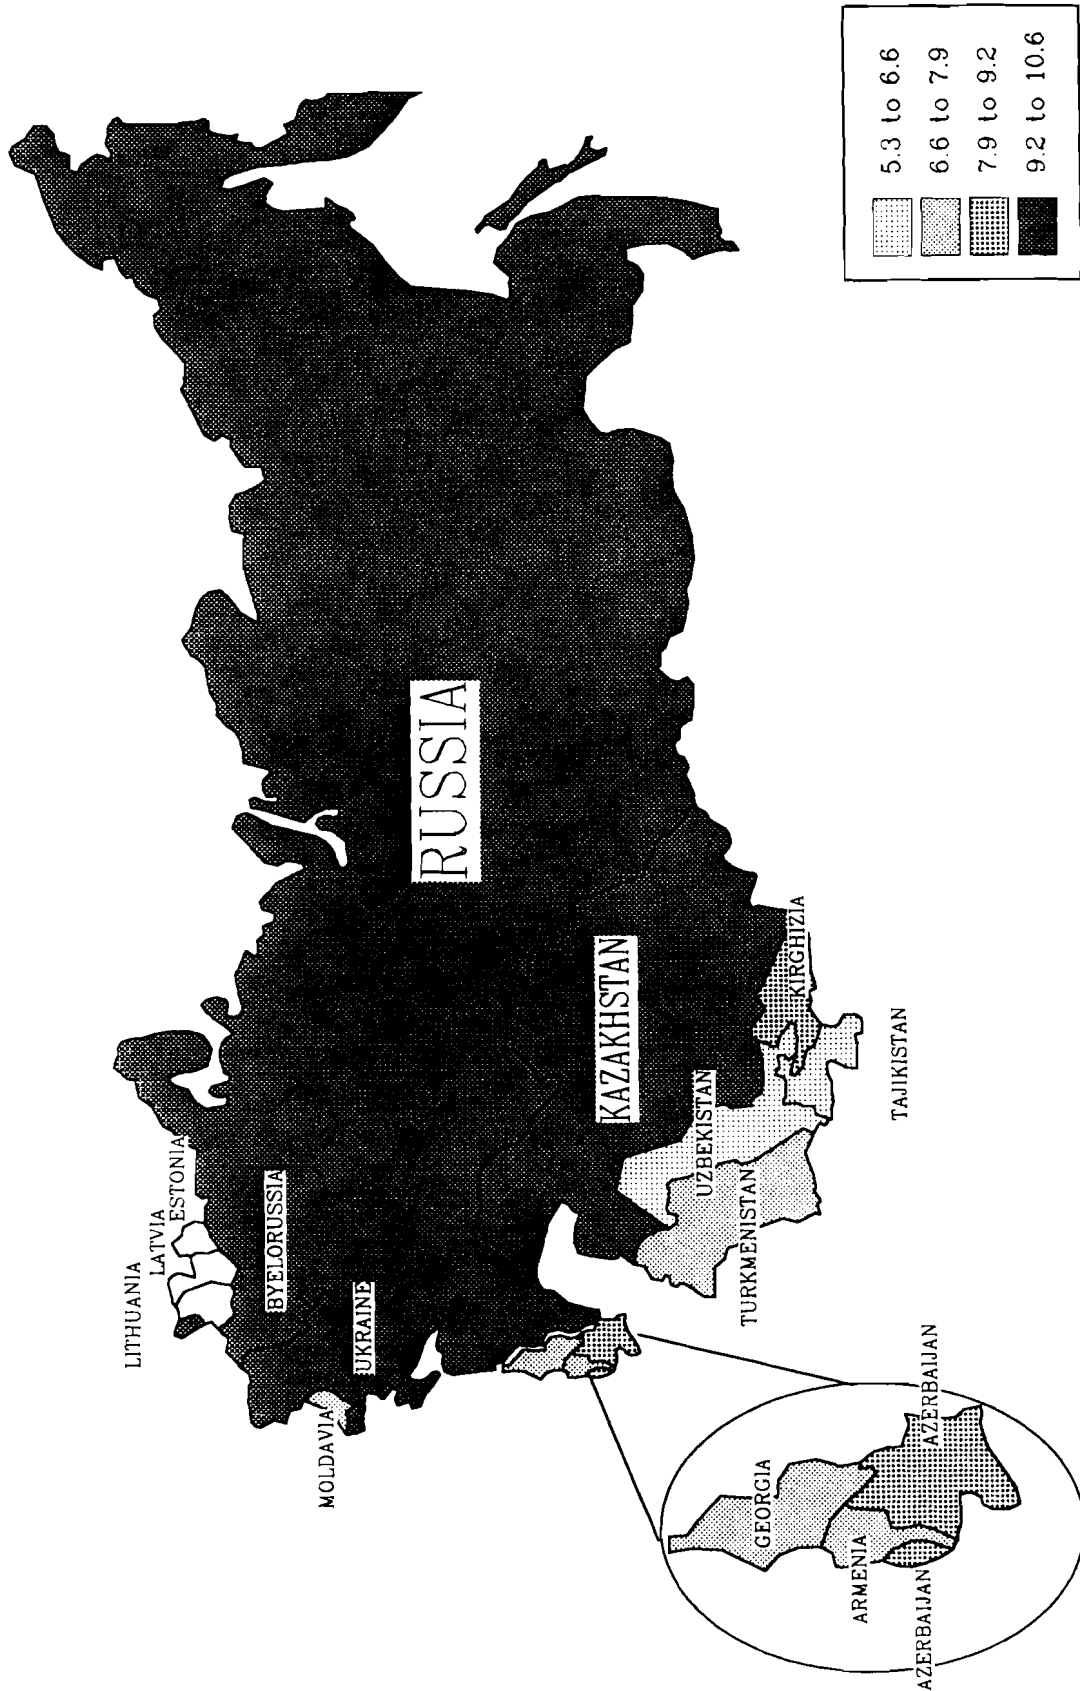 LITHUANIA
LATVIA
ESTONIA
BYELORUSSIA
MOLDAVIA
UKRAINE
RUSSIA
KAZAKHSTAN
UZBEKISTAN
TURKMENISTAN
KIRGHIZIA
TAJIKISTAN
GEORGIA
ARMENIA
AZERBAIJAN
AZERBAIJAN
5.3 to 6.6
6.6 to 7.9
7.9 to 9.2
9.2 to 10.6